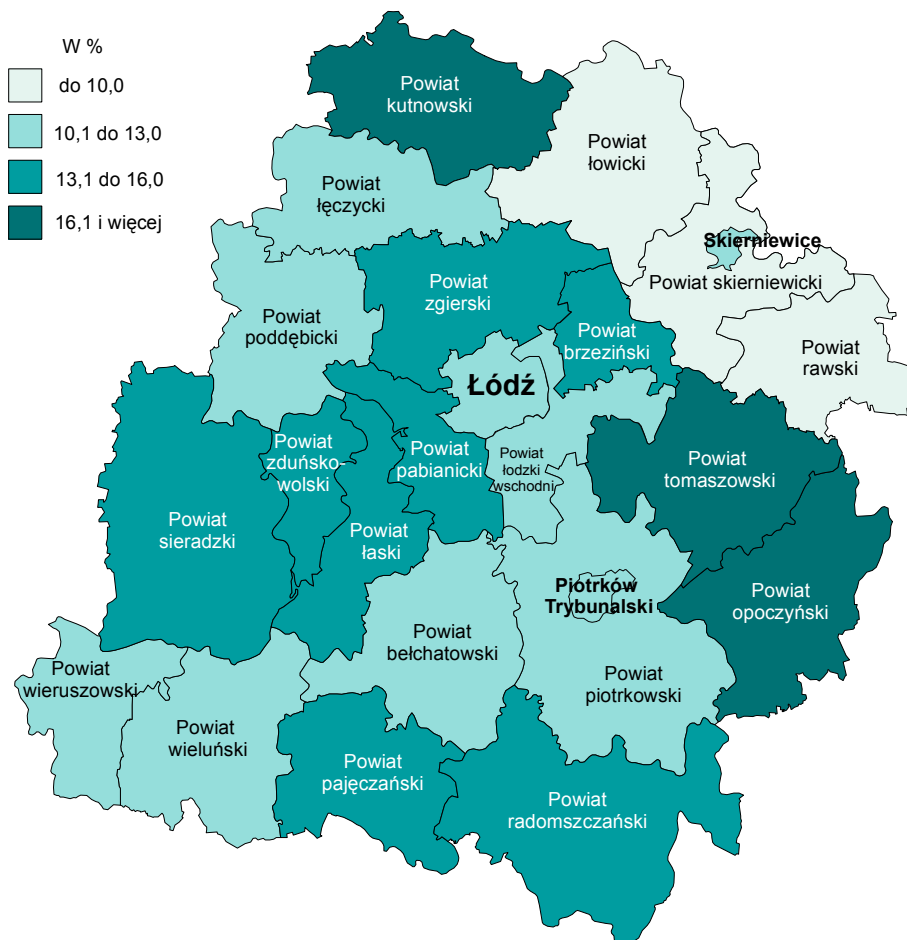 W %
do 10,0
10,1 do 13,0
13,1 do 16,0
16,1 i więcej
Powiat
kutnowski
Powiat
łowicki
Powiat
łęczycki
Skierniewice
Powiat skierniewicki
Powiat
zgierski
Powiat
poddębicki
Powiat
brzeziński
Powiat
rawski
Łódź
Powiat
zduńsko-
wolski
Powiat
pabianicki
Powiat
łodzki
wschodni
Powiat
tomaszowski
Powiat
sieradzki
Powiat
łaski
Piotrków
Trybunalski
Powiat
opoczyński
Powiat
bełchatowski
Powiat
wieruszowski
Powiat
piotrkowski
Powiat
wieluński
Powiat
pajęczański
Powiat
radomszczański